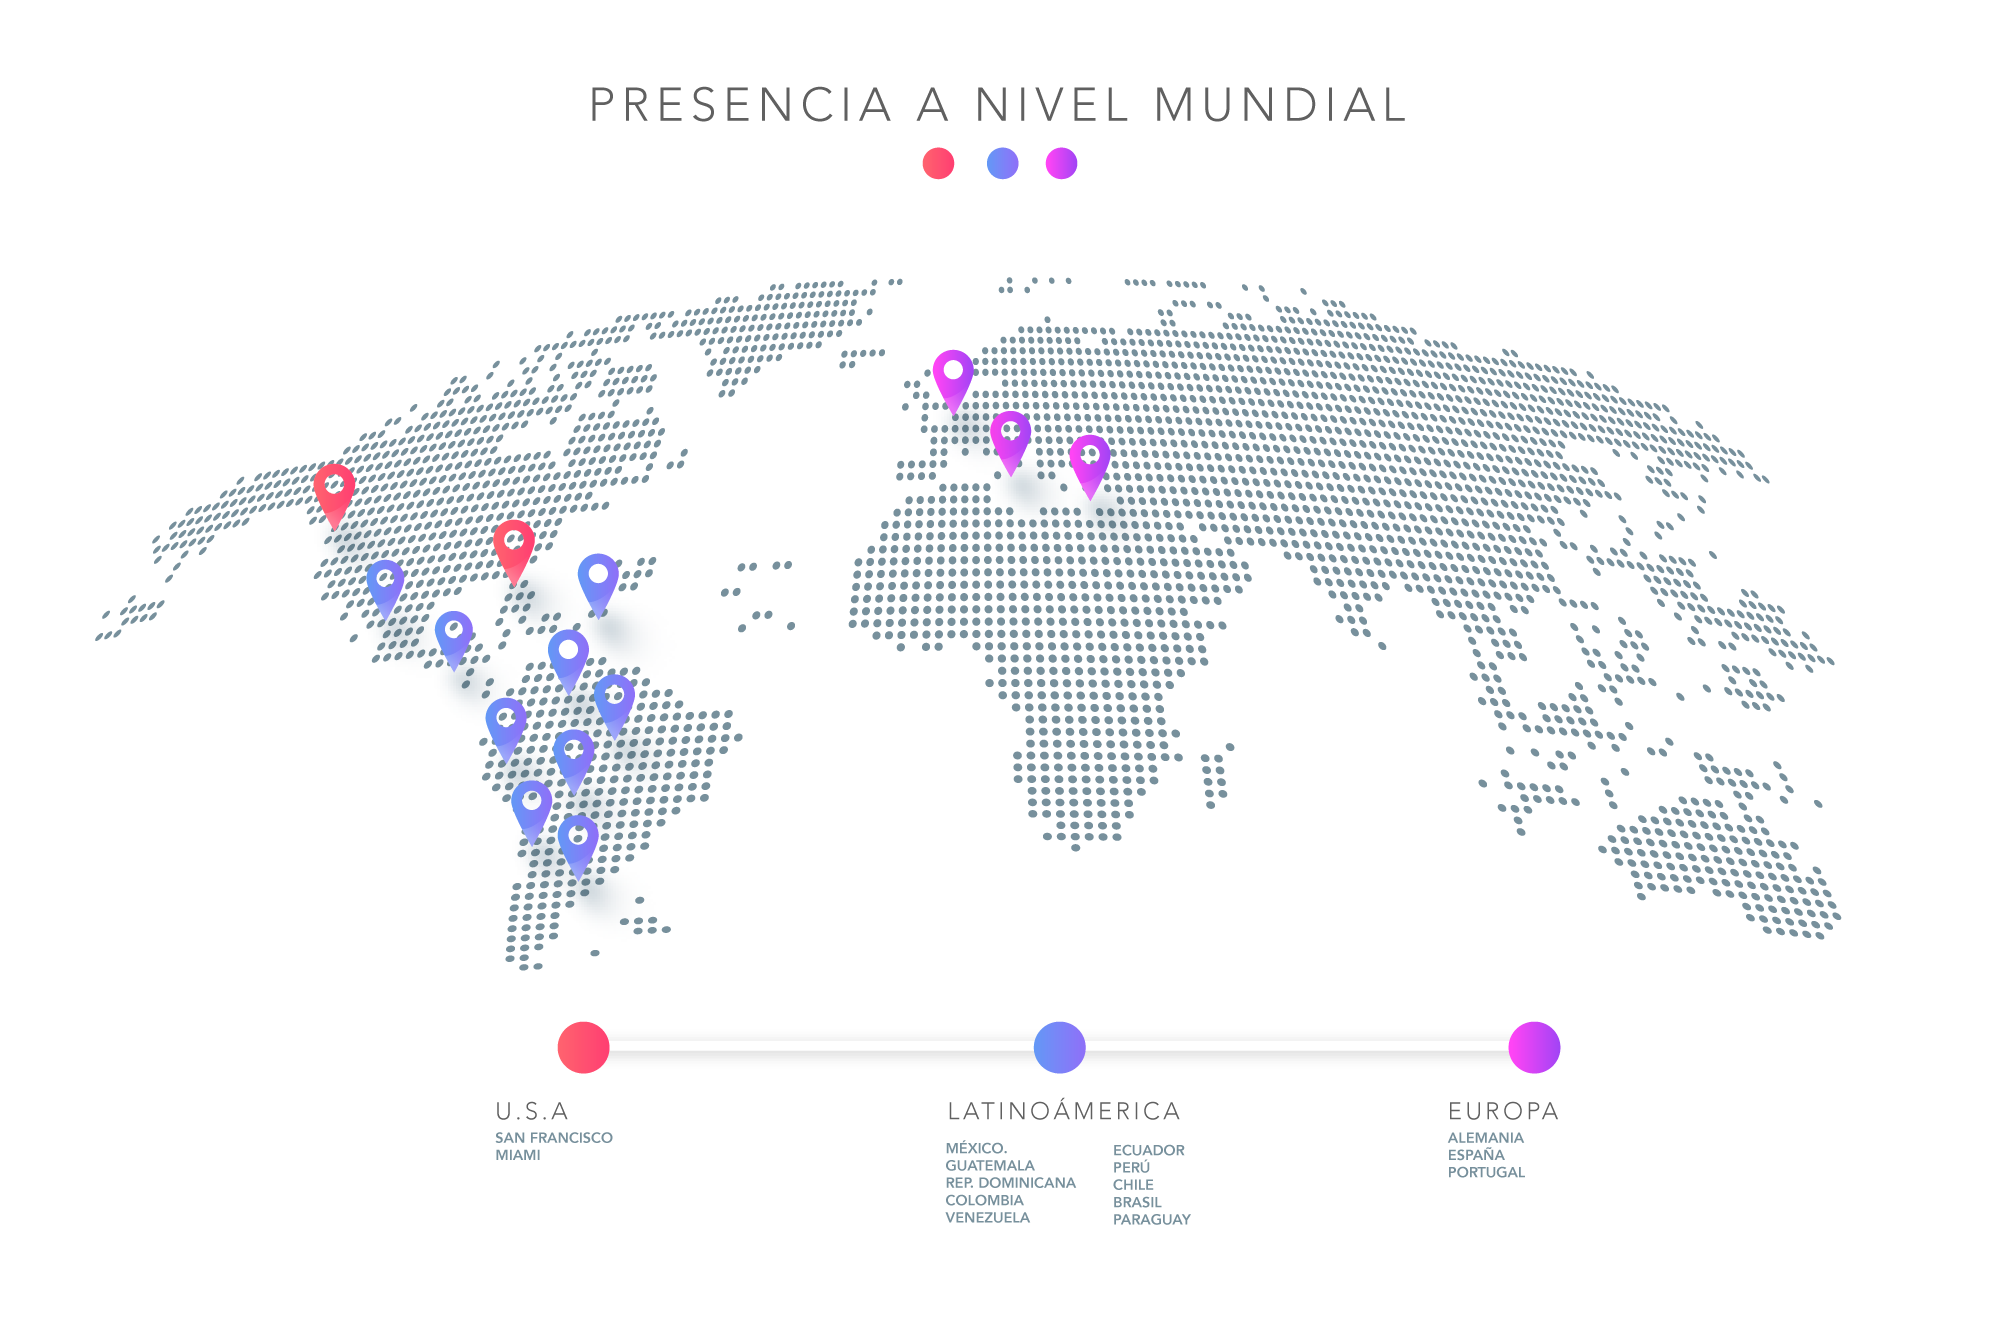 PRESENCIA A NIVEL MUNDIAL
U.S.A
SAN FRANCISCO
MIAMI
LATINOÁMERICA
MÉXICO.
GUATEMALA
REP. DOMINICANA
COLOMBIA
VENEZUELA
ECUADOR
PERÚ
CHILE
BRASIL
PARAGUAY
EUROPA
ALEMANIA
ESPAÑA
PORTUGAL